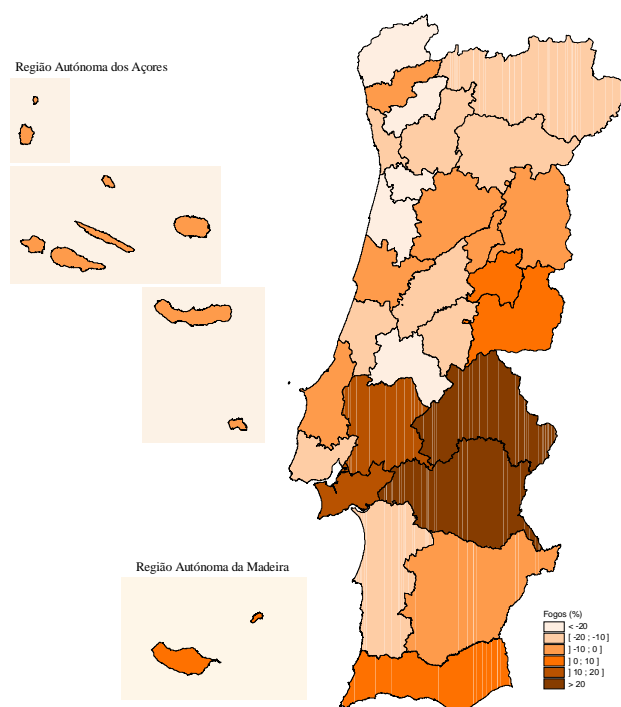 Região Autónoma dos Açores
Região Autónoma da Madeira
Fogos (%)
< -20
[ -20 ; -10 ]
] -10 ; 0 ]
] 0 ; 10 ]
] 10 ; 20 ]
> 20